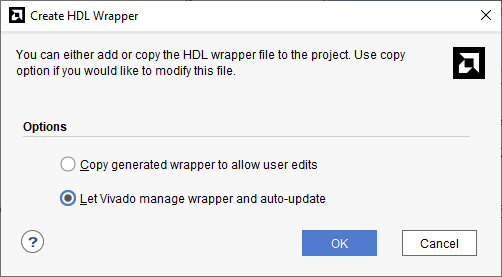 Create HDL Wrapper
You can either add or copy the HDL wrapper file to the project. Use copy
option if you would like to modify this file.
Options
Copy generated wrapper to allow user edits
Let Vivado manage wrapper and auto-update
?
OK
Cancel